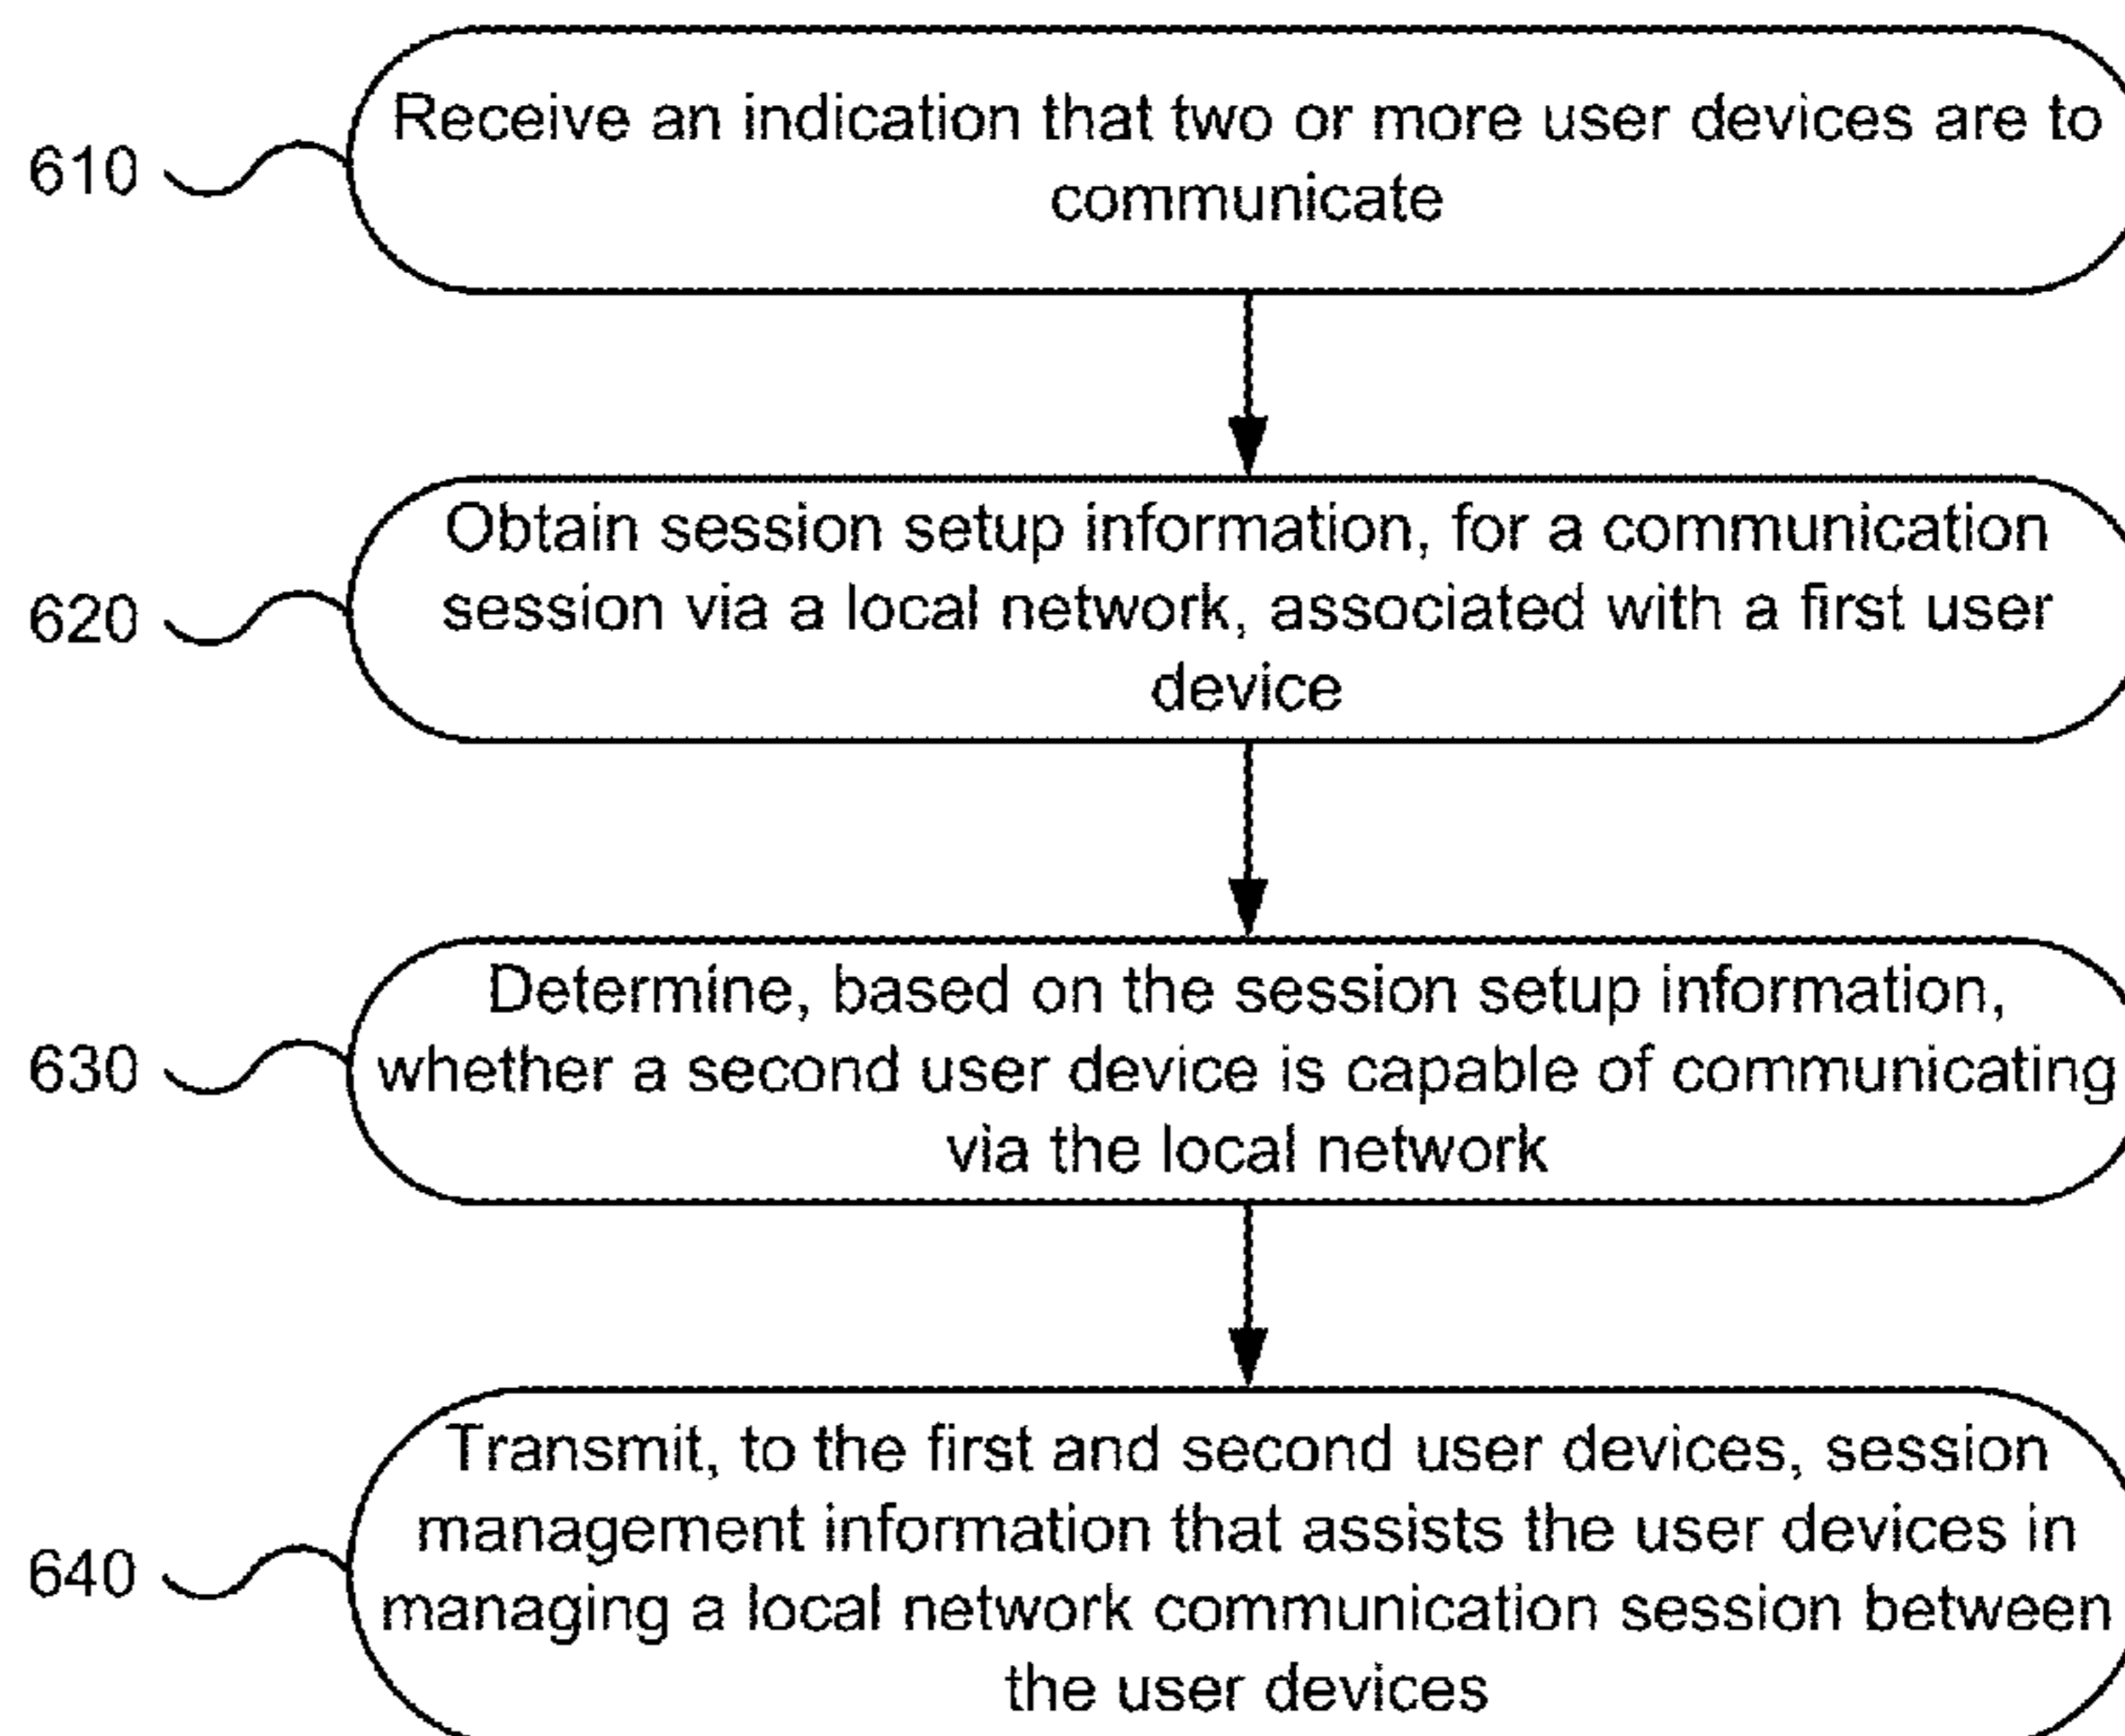 Receive an indication that two or more user devices are to
communicate
610
Obtain session setup information, for a communication
session via a local network, associated with a first user
device
620
Determine, based on the session setup information,
whether a second user device is capable of communicating
via the local network
630
Transmit, to the first and second user devices, session
management information that assists the user devices in
managing a local network communication session between
the user devices
640